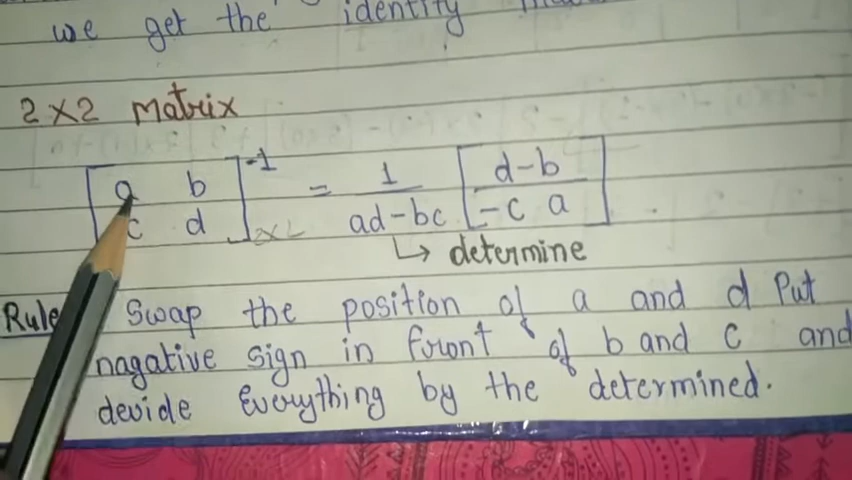 we get the identity
2×2 Matrix
[a b c d]⁻¹ = 1/ad-bc [d -b -c a]
↳ determine
Rule Swap the position of a and d Put
nagative sign in front of b and c and
devide everything by the determined.